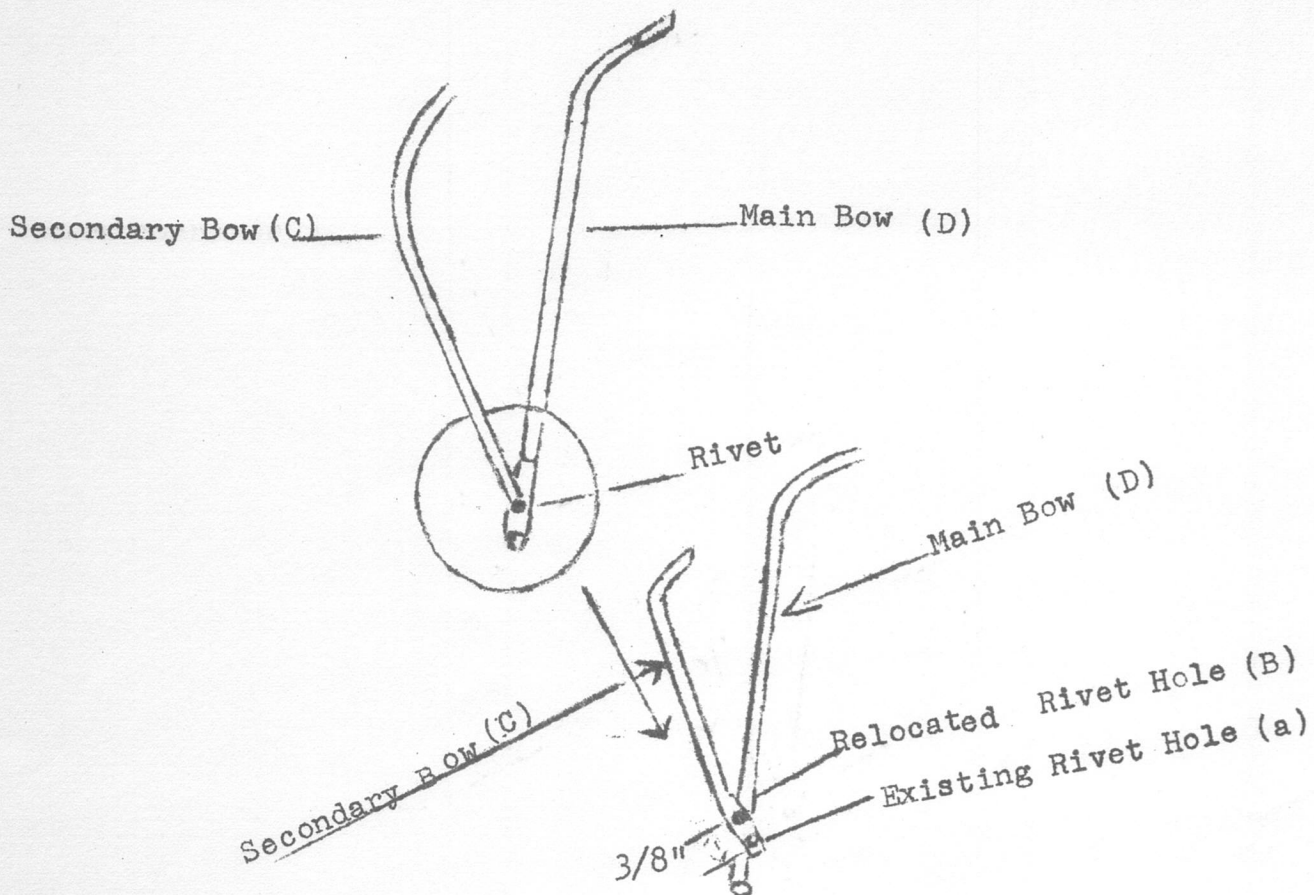 Secondary Bow (C)
Main Bow (D)
Rivet
Main Bow (D)
Relocated Rivet Hole (B)
Existing Rivet Hole (a)
Secondary Bow (C)
3/8"